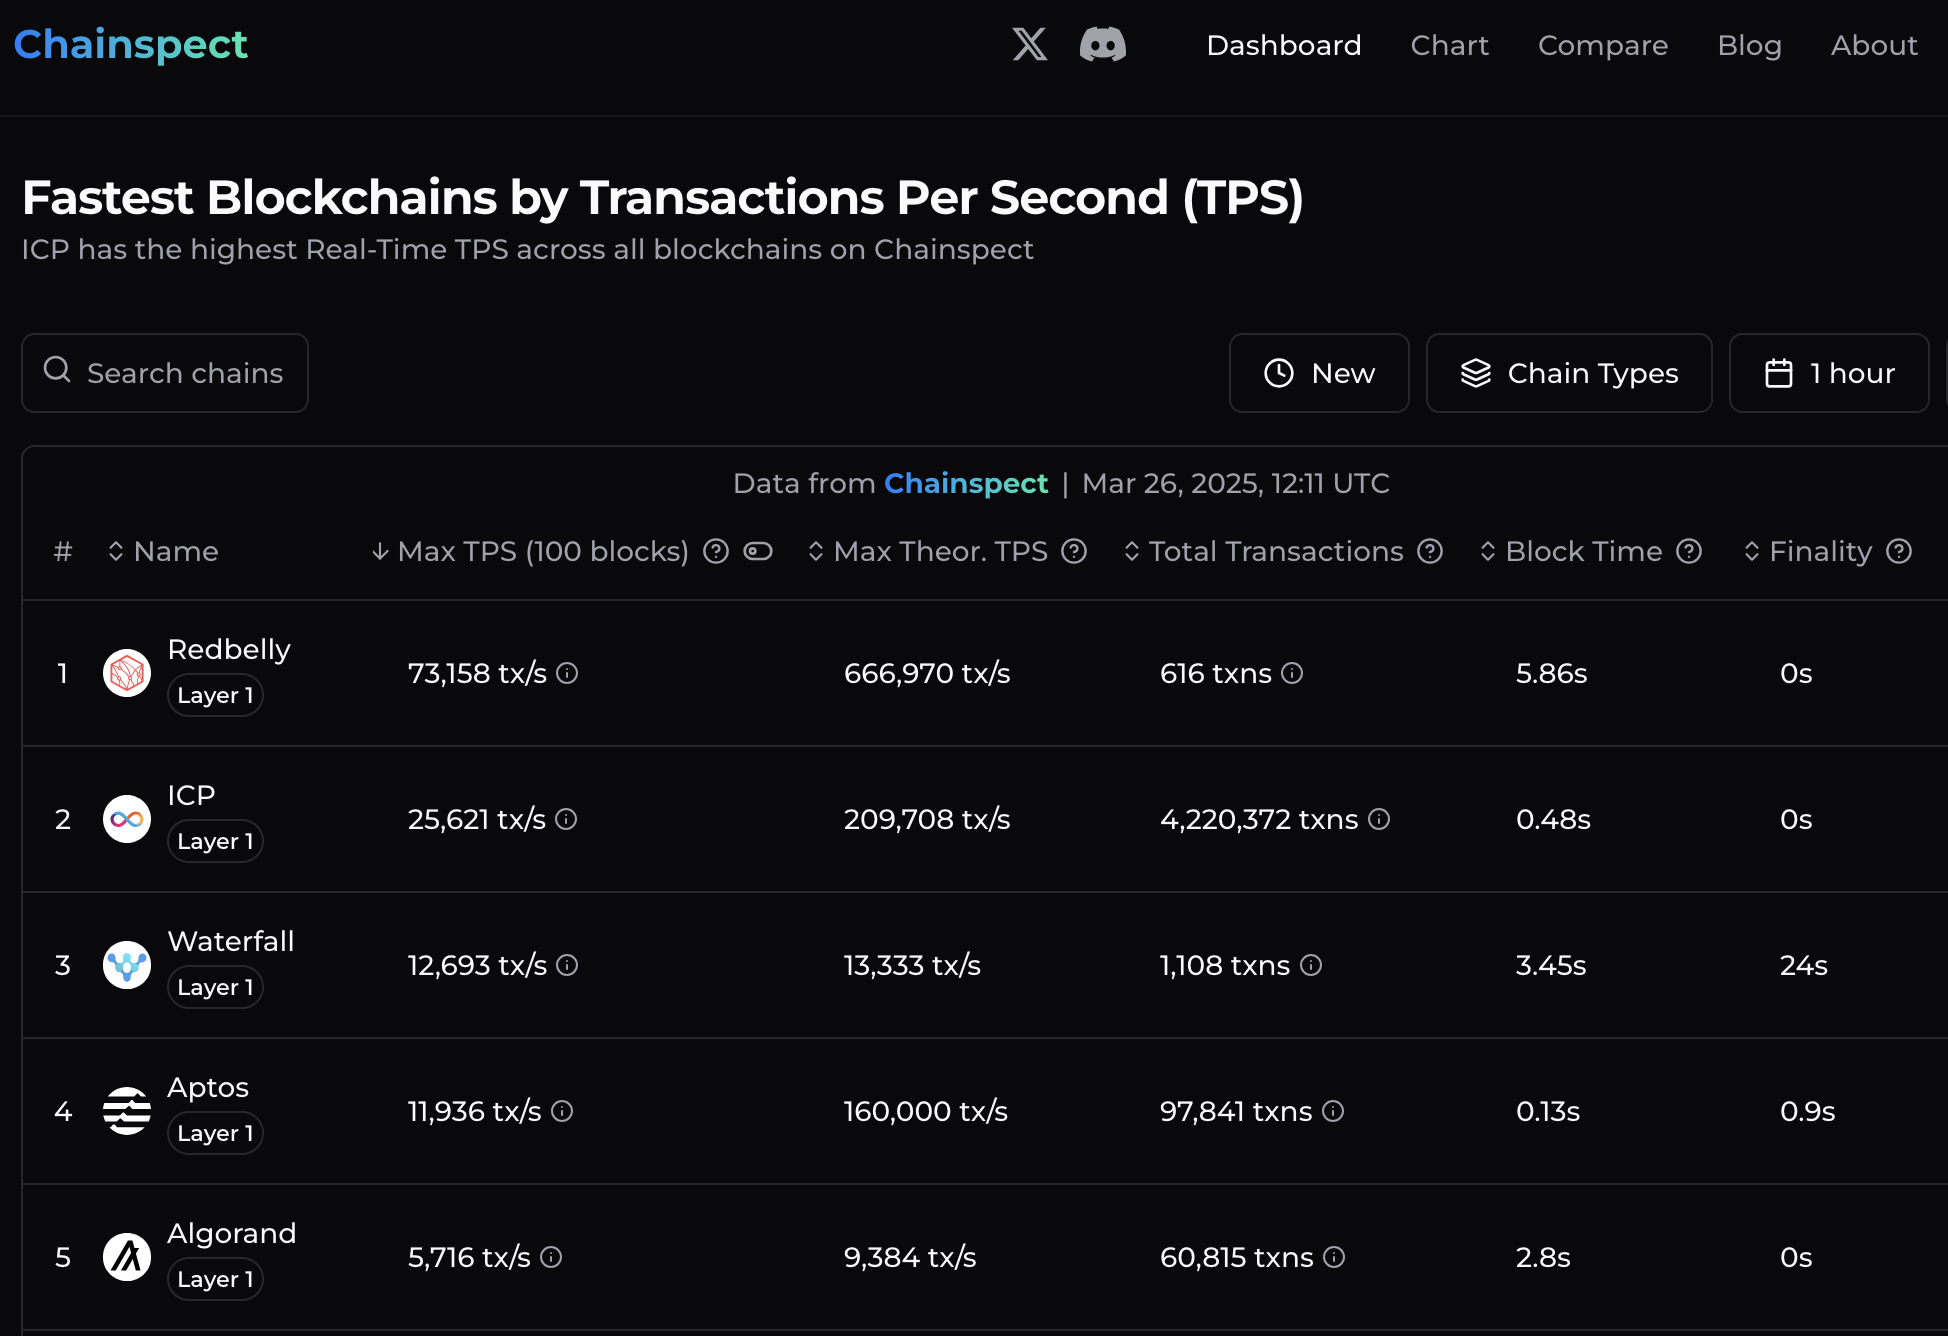 Chainspect
Dashboard Chart Compare Blog About
Fastest Blockchains by Transactions Per Second (TPS)
ICP has the highest Real-Time TPS across all blockchains on Chainspect
Search chains New Chain Types 1 hour
Data from Chainspect | Mar 26, 2025, 12:11 UTC
# Name Max TPS (100 blocks) Max Theor. TPS Total Transactions Block Time Finality
1 Redbelly Layer 1 73,158 tx/s 666,970 tx/s 616 txns 5.86s 0s
2 ICP Layer 1 25,621 tx/s 209,708 tx/s 4,220,372 txns 0.48s 0s
3 Waterfall Layer 1 12,693 tx/s 13,333 tx/s 1,108 txns 3.45s 24s
4 Aptos Layer 1 11,936 tx/s 160,000 tx/s 97,841 txns 0.13s 0.9s
5 Algorand Layer 1 5,716 tx/s 9,384 tx/s 60,815 txns 2.8s 0s